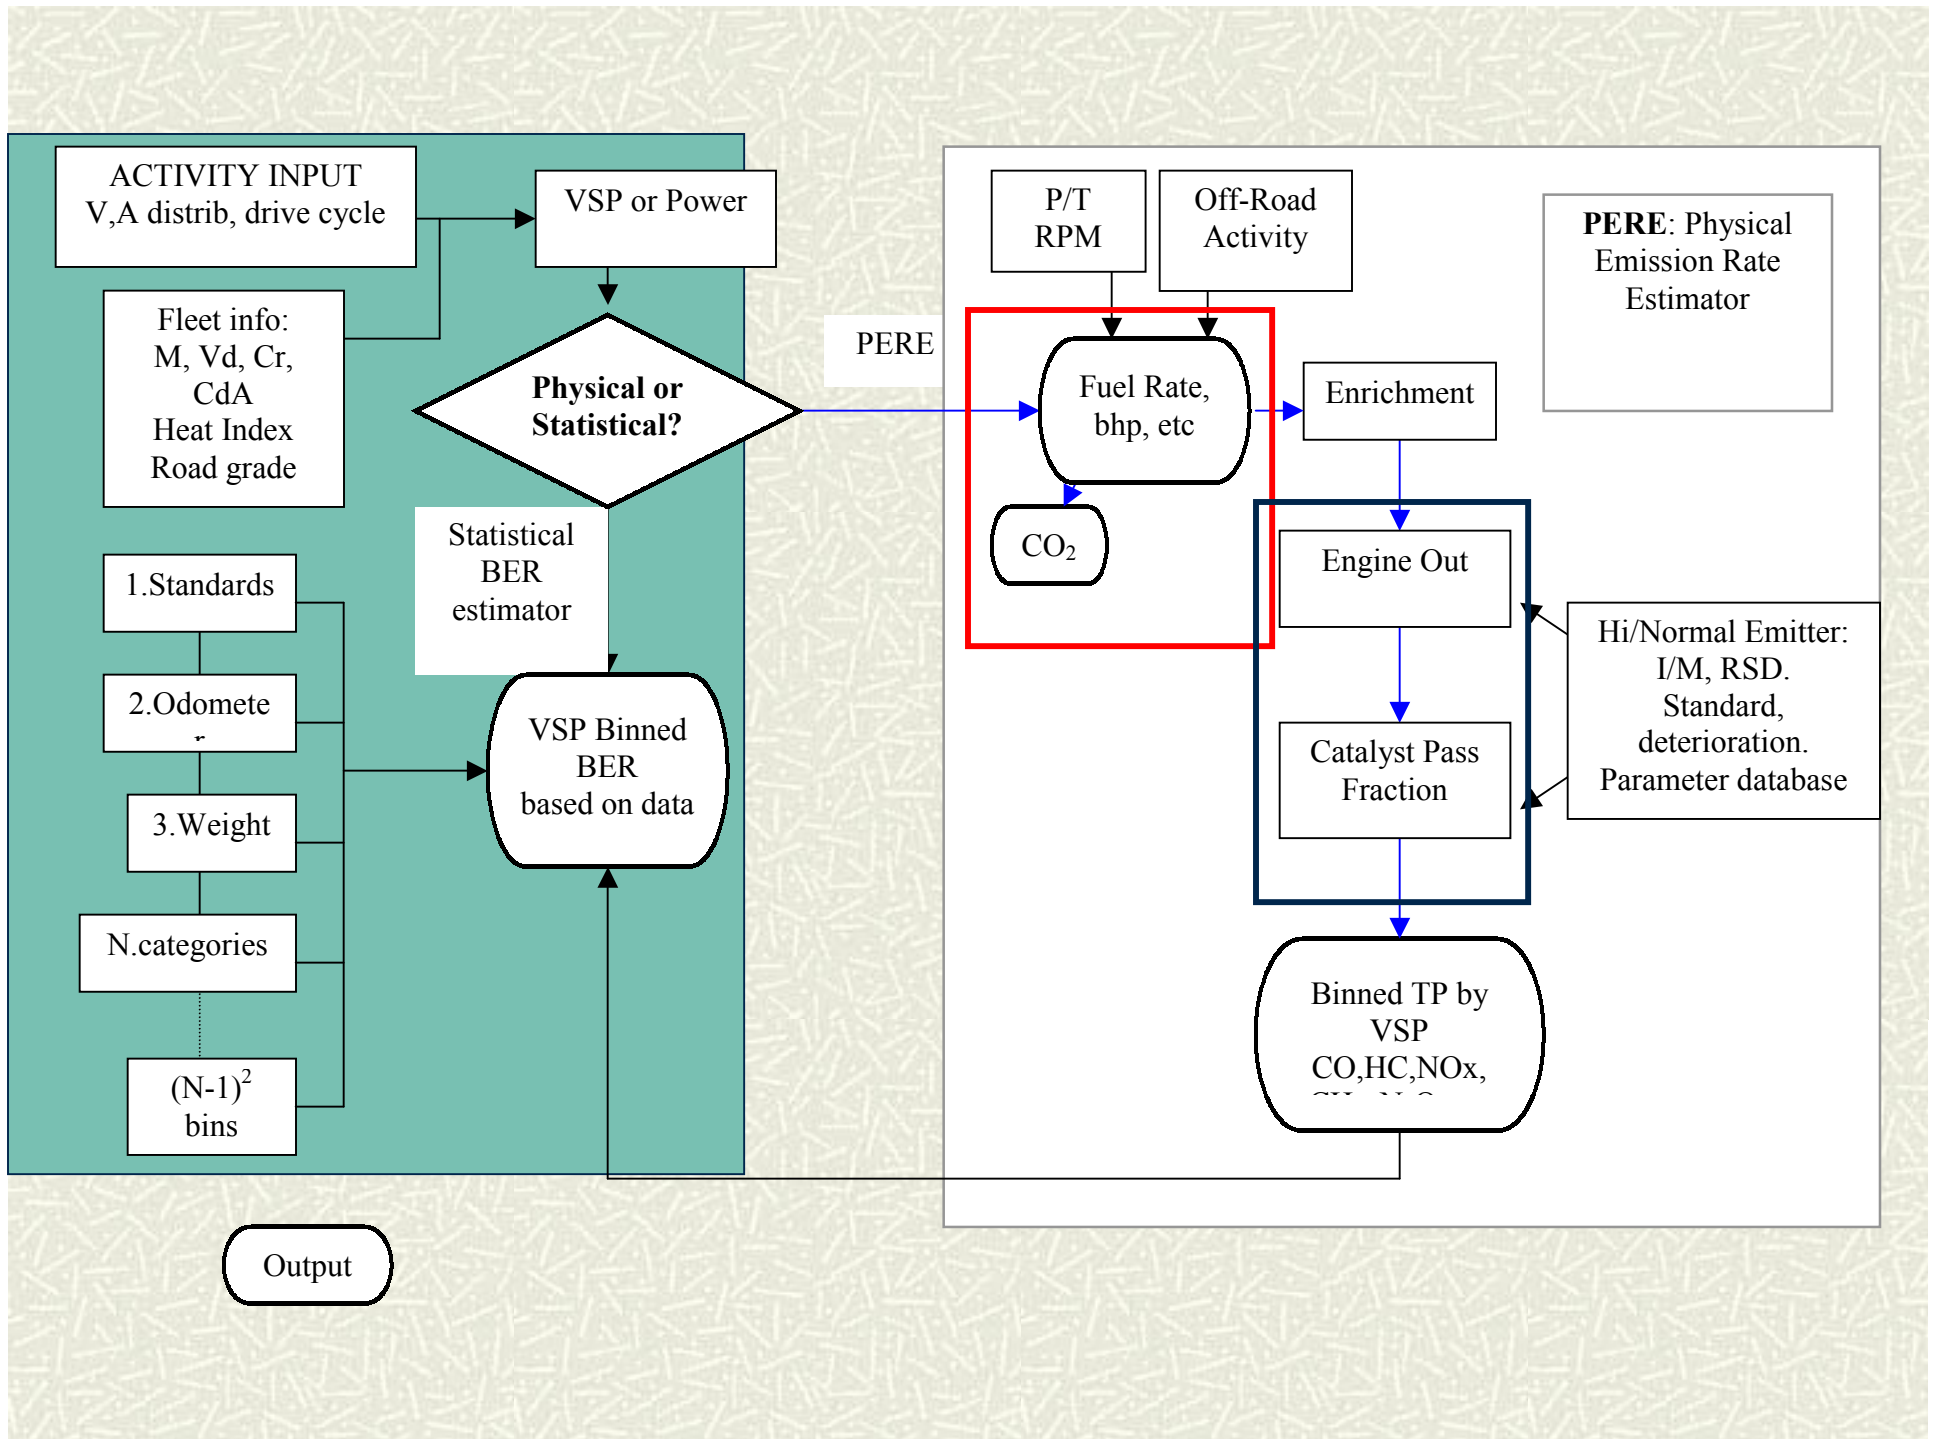 ACTIVITY INPUT
V,A distrib, drive cycle
VSP or Power
Fleet info:
M, Vd, Cr,
CdA
Heat Index
Road grade
Physical or
Statistical?
Statistical
BER
estimator
1.Standards
2.Odomete
r
3.Weight
N.categories
(N-1)²
bins
VSP Binned
BER
based on data
PERE
P/T
RPM
Off-Road
Activity
PERE: Physical
Emission Rate
Estimator
Fuel Rate,
bhp, etc
Enrichment
CO₂
Engine Out
Hi/Normal Emitter:
I/M, RSD.
Standard,
deterioration.
Parameter database
Catalyst Pass
Fraction
Binned TP by
VSP
CO,HC,NOx,
Output